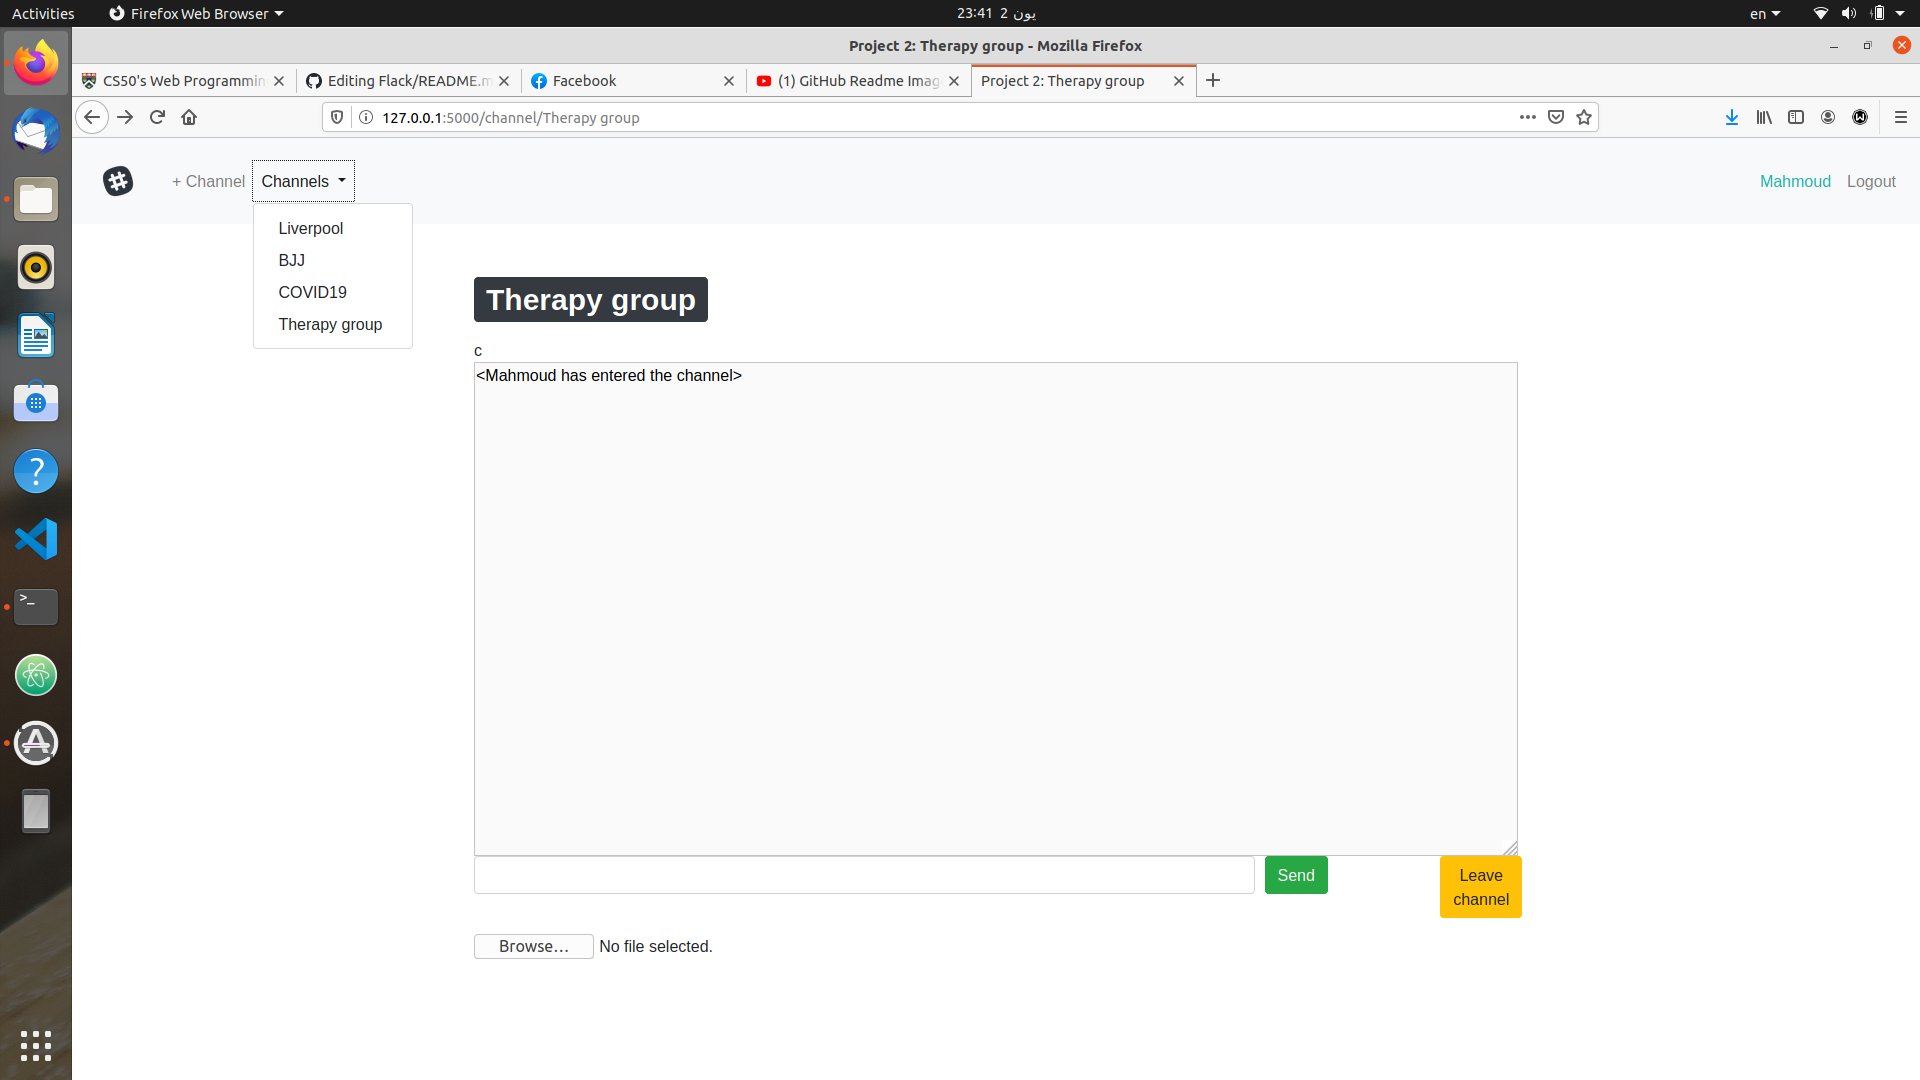 Activities
Firefox Web Browser
23:41 2 يون
en
Project 2: Therapy group - Mozilla Firefox
CS50's Web Programmin
Editing Flack/README.m
Facebook
(1) GitHub Readme Imag
Project 2: Therapy group
127.0.0.1:5000/channel/Therapy group
+ Channel
Channels
Mahmoud
Logout
Liverpool
BJJ
COVID19
Therapy group
Therapy group
c
<Mahmoud has entered the channel>
Send
Leave
channel
Browse...
No file selected.